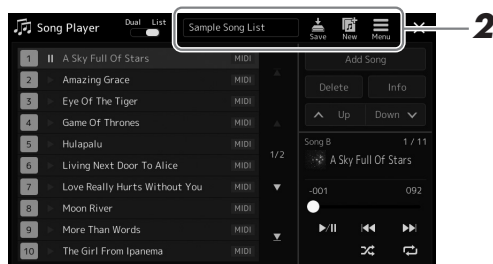 Song Player
Dual List
Sample Song List
Save
New
Menu
2
1 A Sky Full Of Stars MIDI
2 Amazing Grace MIDI
3 Eye Of The Tiger MIDI
4 Game Of Thrones MIDI
5 Hulapalu MIDI
6 Living Next Door To Alice MIDI
7 Love Really Hurts Without You MIDI
8 Moon River MIDI
9 More Than Words MIDI
10 The Girl From Ipanema MIDI
1/2
Add Song
Delete Info
Up Down
Song B 1 / 11
A Sky Full Of Stars
-001 092